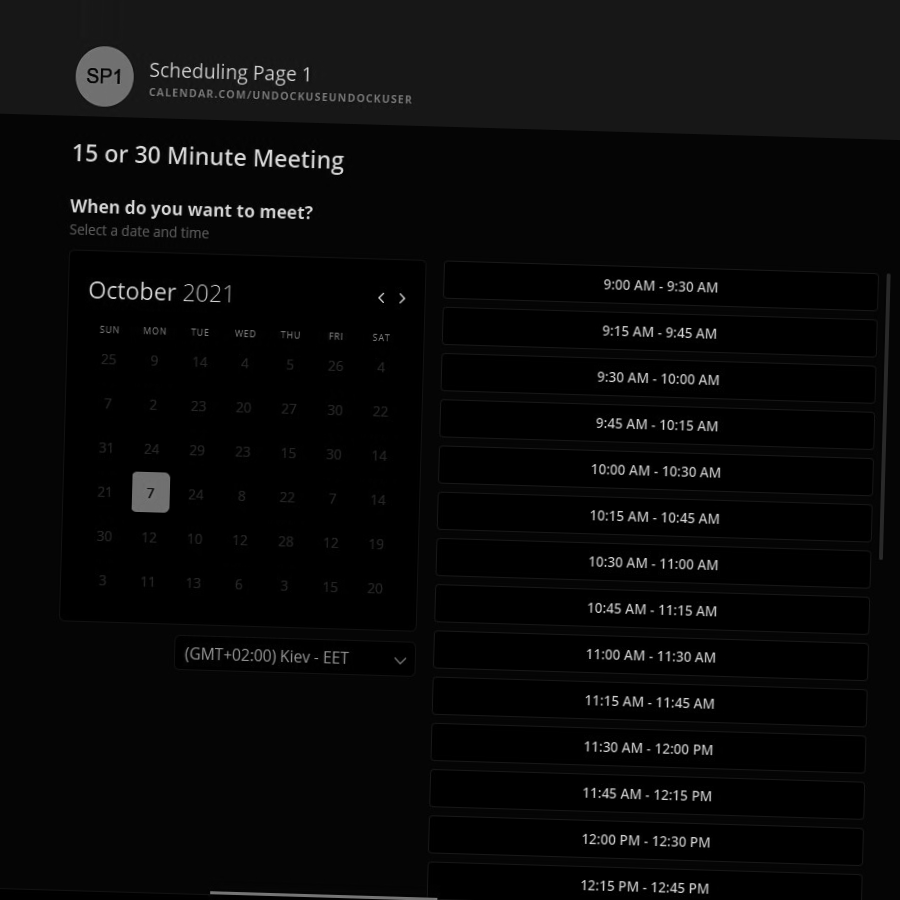 SP1
Scheduling Page 1
CALENDAR.COM/UNDOCKUSEUNDOCKUSER
15 or 30 Minute Meeting
When do you want to meet?
Select a date and time
October 2021
SUN MON TUE WED THU FRI SAT
25 9 14 4 5 26 4
7 2 23 20 27 30 22
31 24 29 23 15 30 14
21 7 24 8 22 7 14
30 12 10 12 28 12 19
3 11 13 6 3 15 20
(GMT+02:00) Kiev - EET
9:00 AM - 9:30 AM
9:15 AM - 9:45 AM
9:30 AM - 10:00 AM
9:45 AM - 10:15 AM
10:00 AM - 10:30 AM
10:15 AM - 10:45 AM
10:30 AM - 11:00 AM
10:45 AM - 11:15 AM
11:00 AM - 11:30 AM
11:15 AM - 11:45 AM
11:30 AM - 12:00 PM
11:45 AM - 12:15 PM
12:00 PM - 12:30 PM
12:15 PM - 12:45 PM